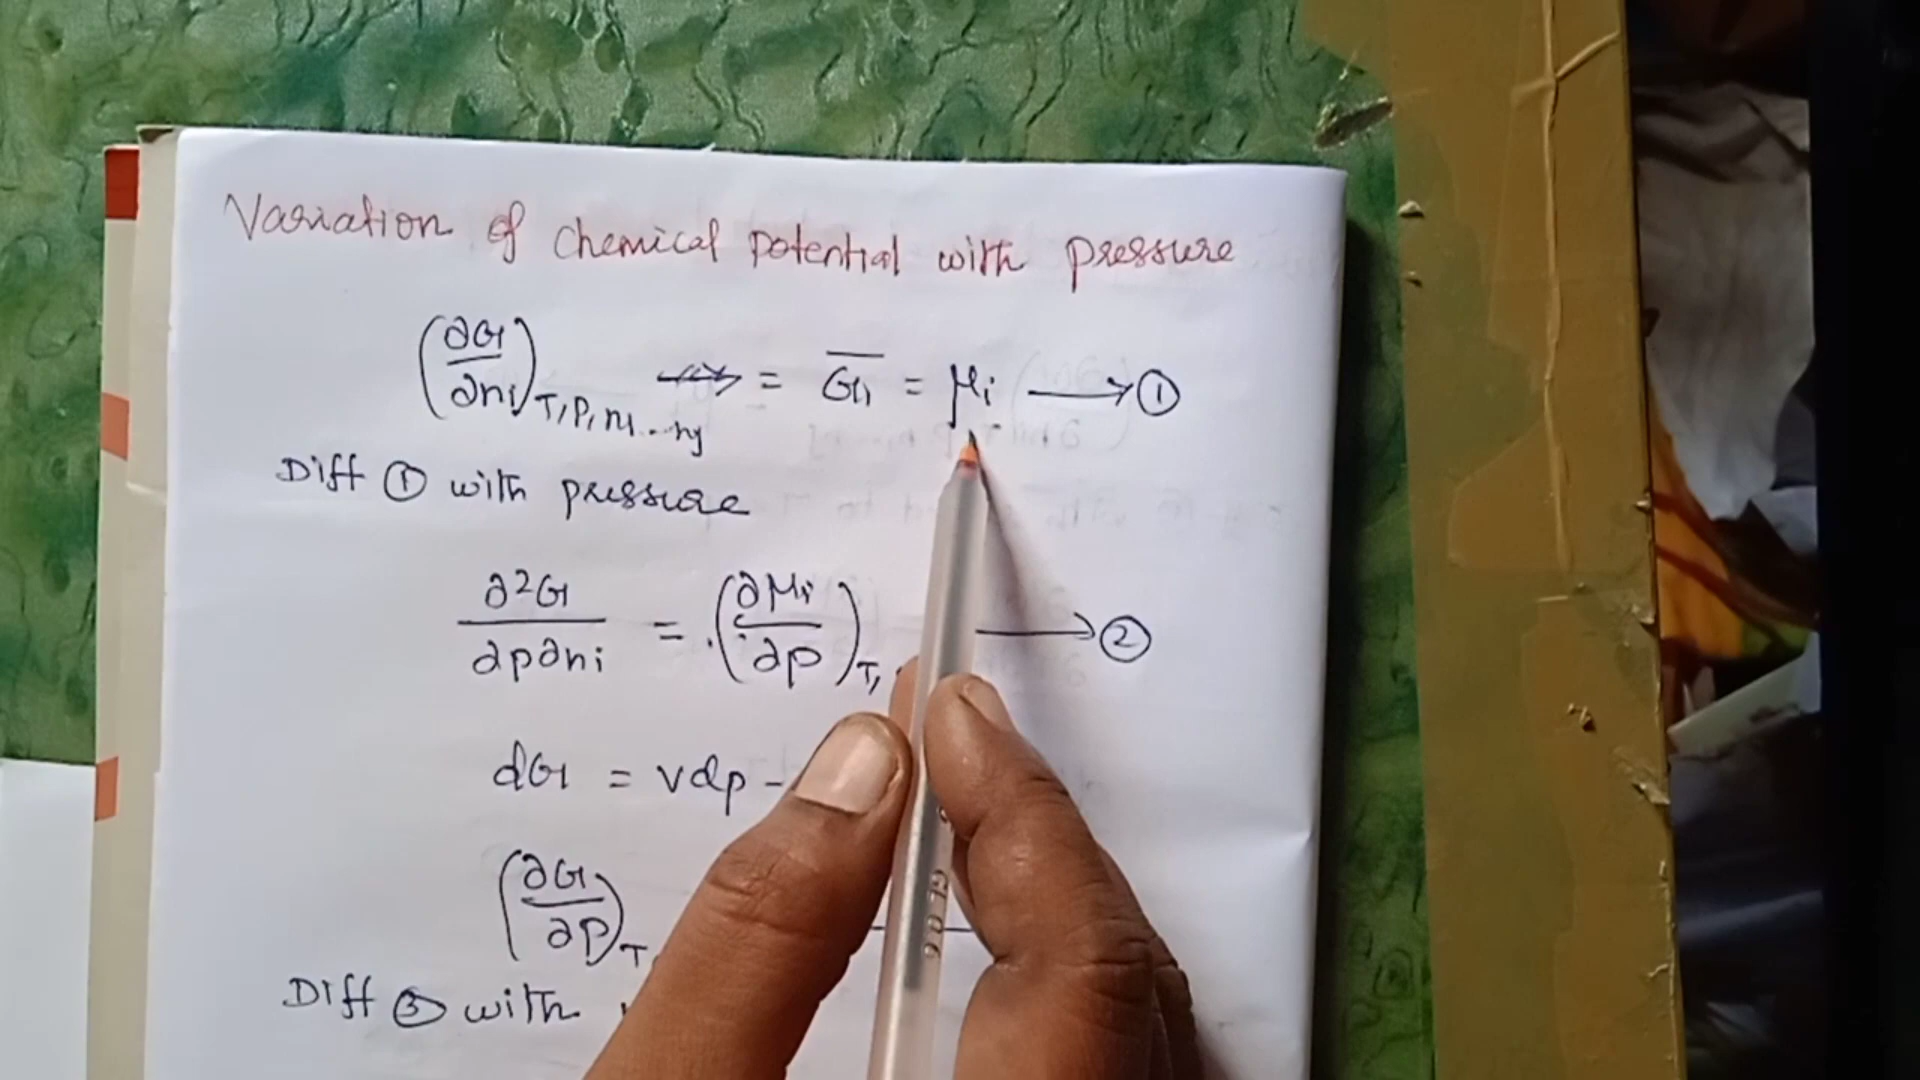 Variation of chemical potential with pressure
(∂G/∂ni)T,P,n1...nj = G̅i = μi → ①
Diff ① with pressure
∂²G/∂p∂ni = (∂μi/∂p)T, → ②
dG = vdp -
(∂G/∂P)T
Diff ③ with
GL06